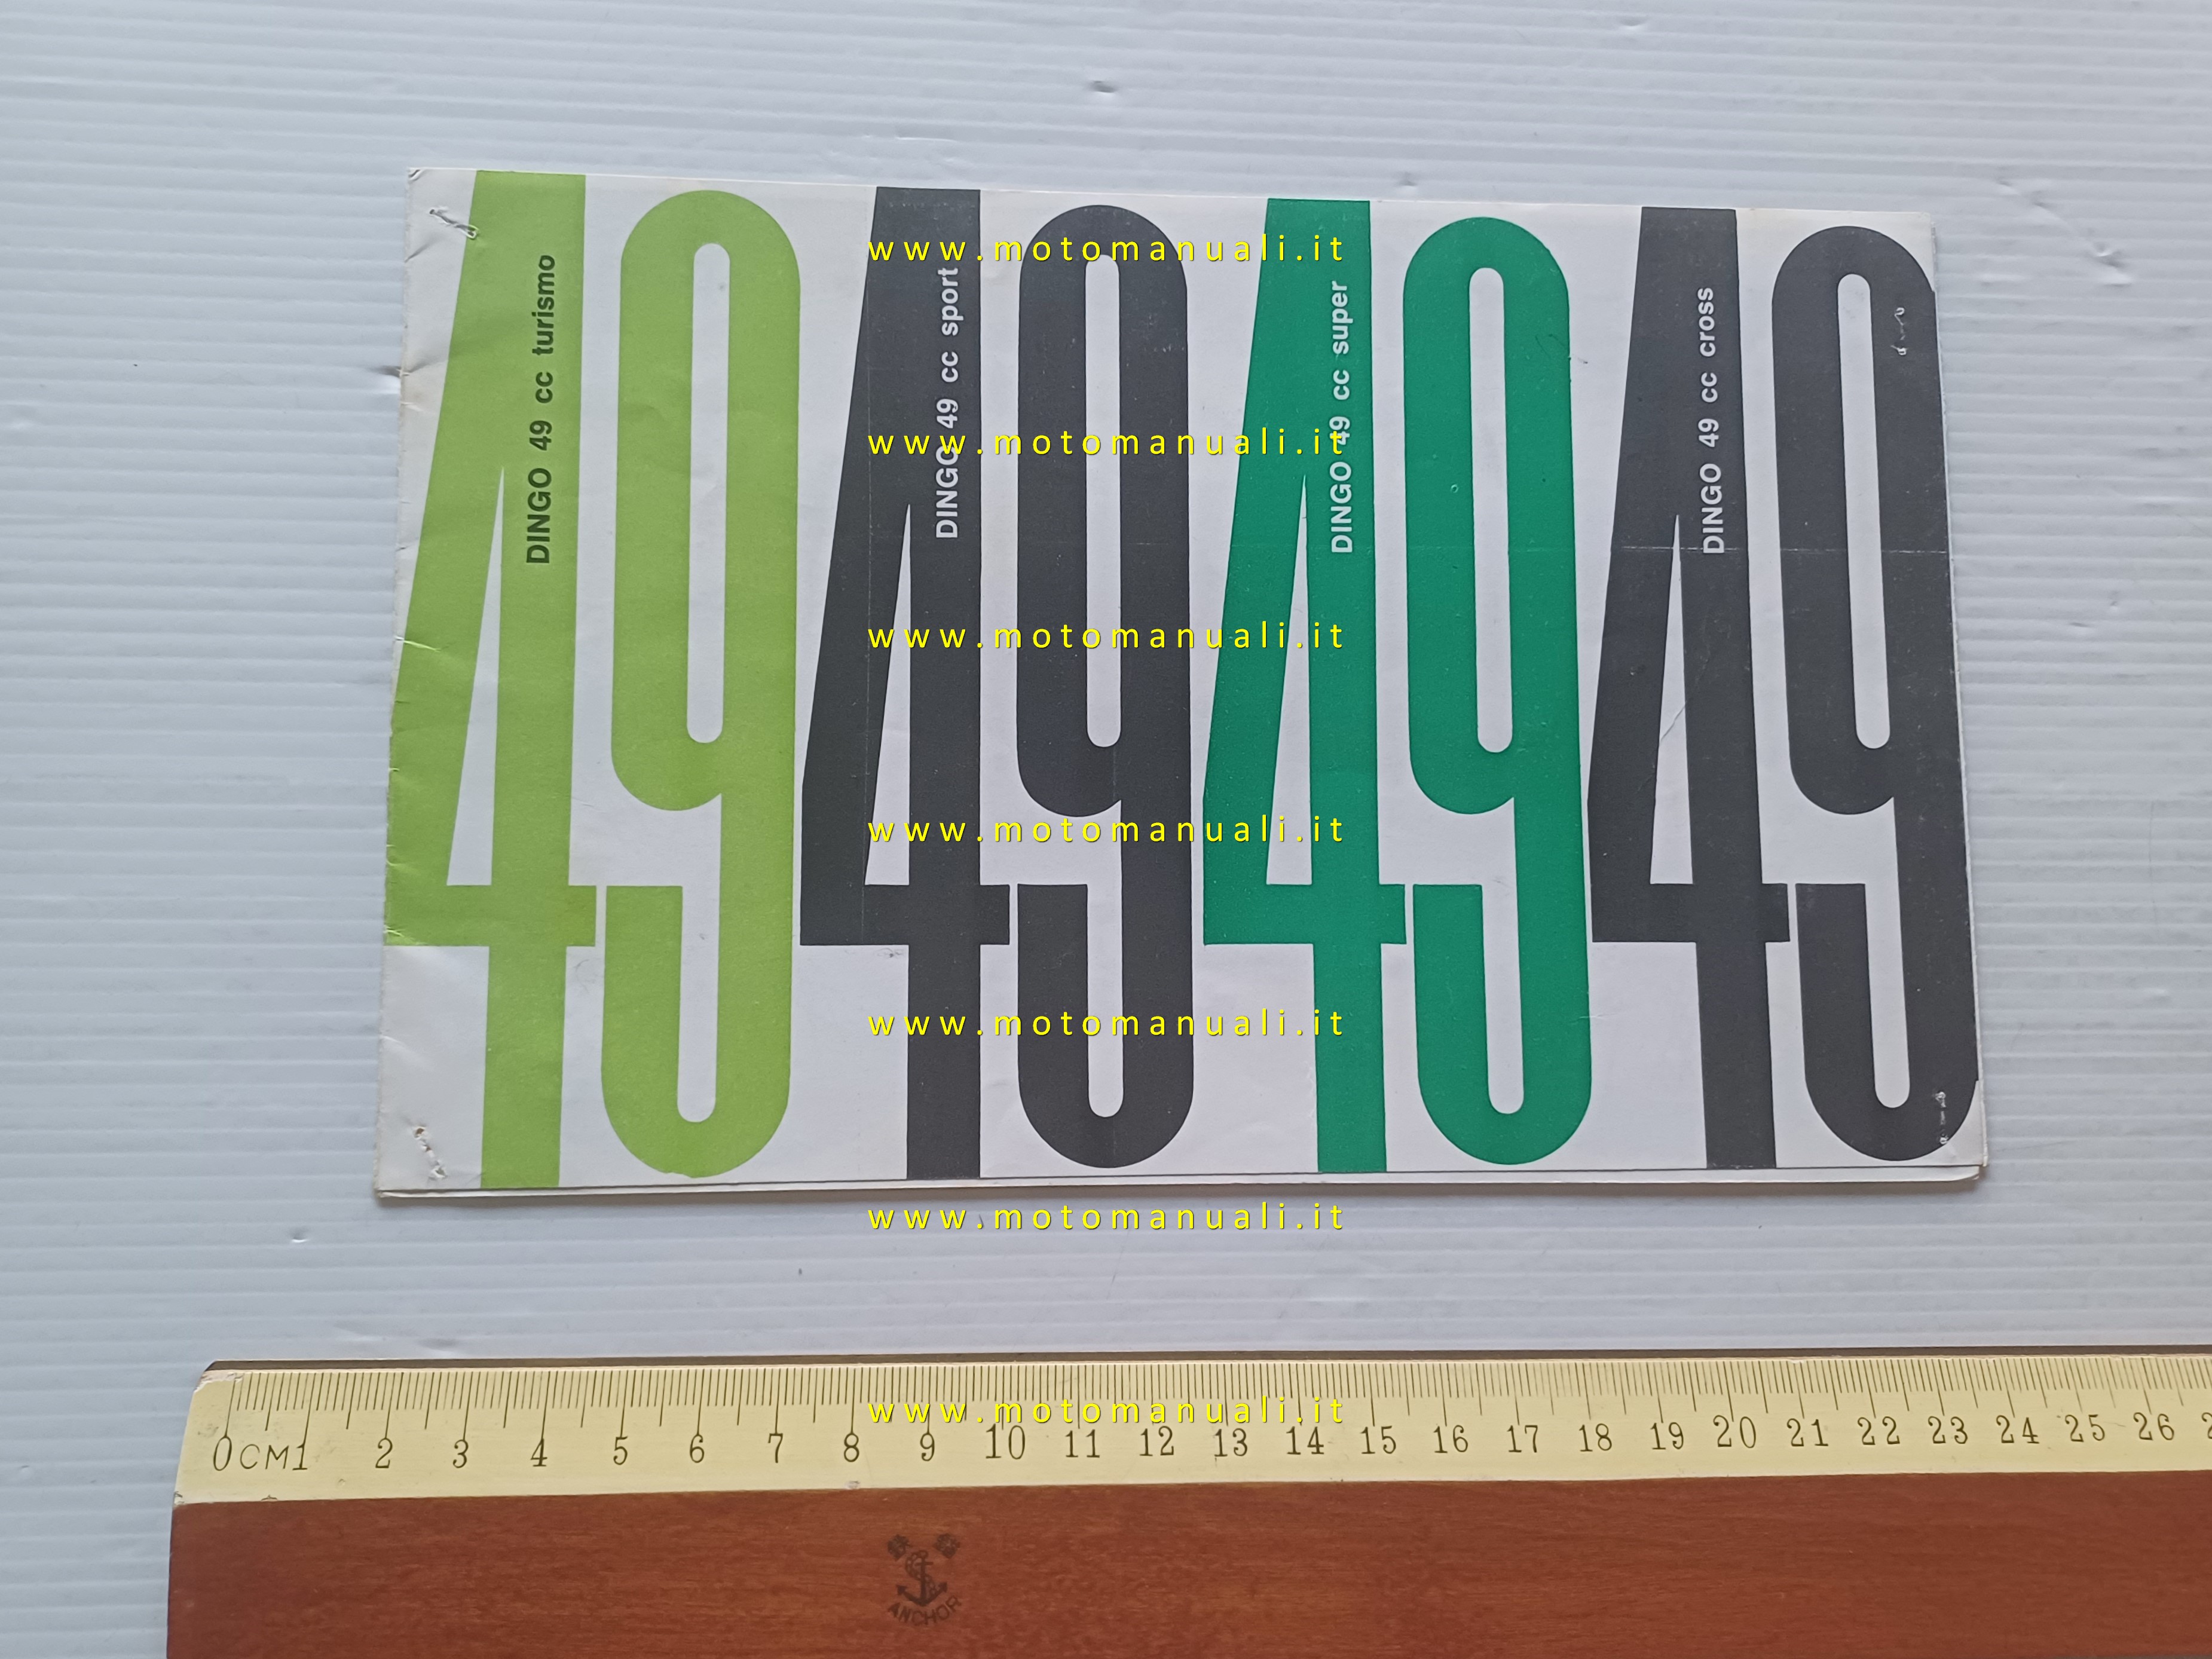 49 49 49 49
DINGO 49 cc turismo
DINGO 49 cc sport
DINGO 49 cc super
DINGO 49 cc cross
www.motomanuali.it
www.motomanuali.it
www.motomanuali.it
www.motomanuali.it
www.motomanuali.it
www.motomanuali.it
www.motomanuali.it
0CM1 2 3 4 5 6 7 8 9 10 11 12 13 14 15 16 17 18 19 20 21 22 23 24 25 26 2
ANCHOR